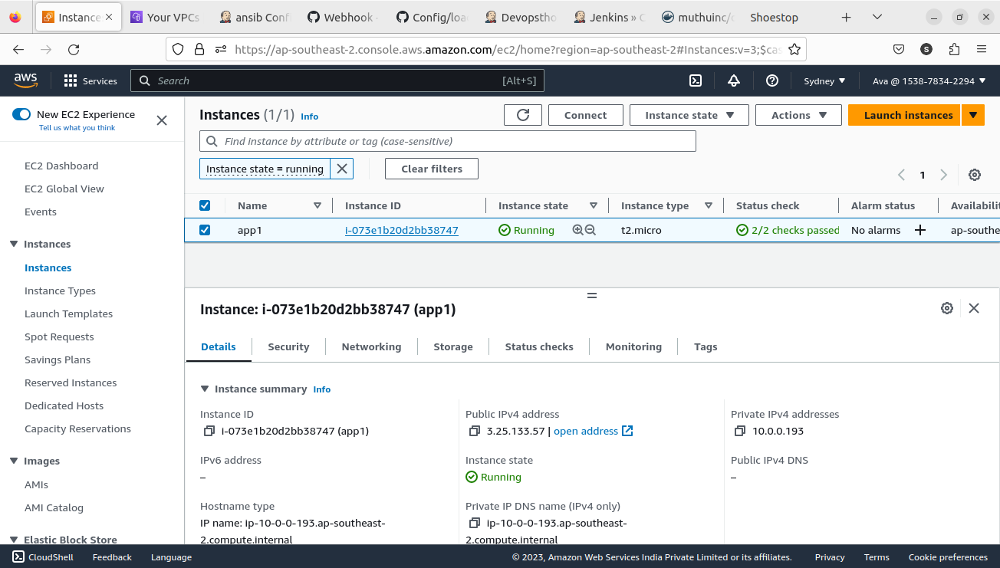 Instance
Your VPCs
ansib Conf
Webhook
Config/loa
Devopstho
Jenkins » C
muthuinc/
Shoestop
https://ap-southeast-2.console.aws.amazon.com/ec2/home?region=ap-southeast-2#Instances:v=3;$cas
S
aws
Services
Search
[Alt+S]
Sydney
Ava @ 1538-7834-2294
New EC2 Experience
Tell us what you think
EC2 Dashboard
EC2 Global View
Events
Instances
Instances
Instance Types
Launch Templates
Spot Requests
Savings Plans
Reserved Instances
Dedicated Hosts
Capacity Reservations
Images
AMIs
AMI Catalog
Elastic Block Store
Instances (1/1) Info
Connect
Instance state
Actions
Launch instances
Find instance by attribute or tag (case-sensitive)
Instance state = running
Clear filters
1
Name
Instance ID
Instance state
Instance type
Status check
Alarm status
Availabilit
app1
i-073e1b20d2bb38747
Running
t2.micro
2/2 checks passed
No alarms
ap-southe
Instance: i-073e1b20d2bb38747 (app1)
Details
Security
Networking
Storage
Status checks
Monitoring
Tags
Instance summary Info
Instance ID
i-073e1b20d2bb38747 (app1)
Public IPv4 address
3.25.133.57 | open address
Private IPv4 addresses
10.0.0.193
IPv6 address
–
Instance state
Running
Public IPv4 DNS
–
Hostname type
IP name: ip-10-0-0-193.ap-southeast-
2.compute.internal
Private IP DNS name (IPv4 only)
ip-10-0-0-193.ap-southeast-
2.compute.internal
CloudShell
Feedback
Language
© 2023, Amazon Web Services India Private Limited or its affiliates.
Privacy
Terms
Cookie preferences